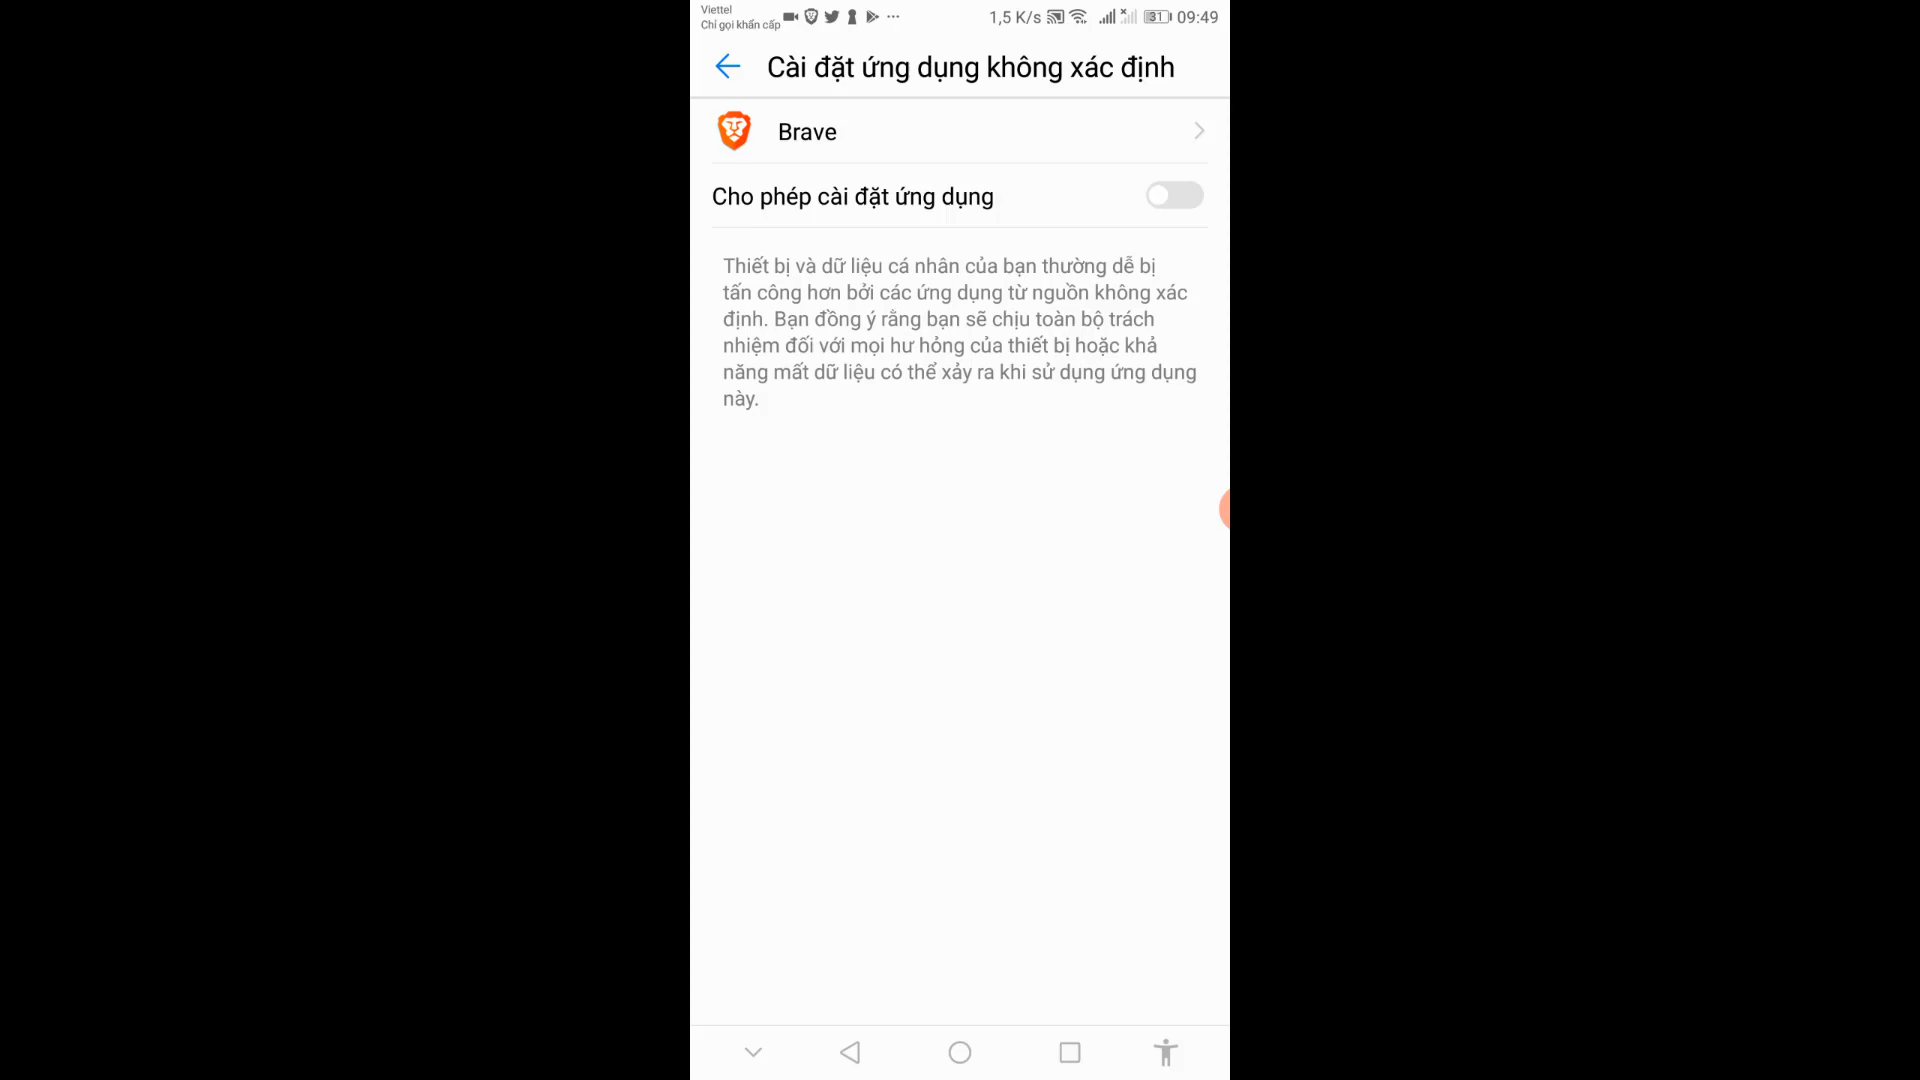 Viettel
Chỉ gọi khẩn cấp
1,5 K/s
31
09:49
Cài đặt ứng dụng không xác định
Brave
Cho phép cài đặt ứng dụng
Thiết bị và dữ liệu cá nhân của bạn thường dễ bị
tấn công hơn bởi các ứng dụng từ nguồn không xác
định. Bạn đồng ý rằng bạn sẽ chịu toàn bộ trách
nhiệm đối với mọi hư hỏng của thiết bị hoặc khả
năng mất dữ liệu có thể xảy ra khi sử dụng ứng dụng
này.